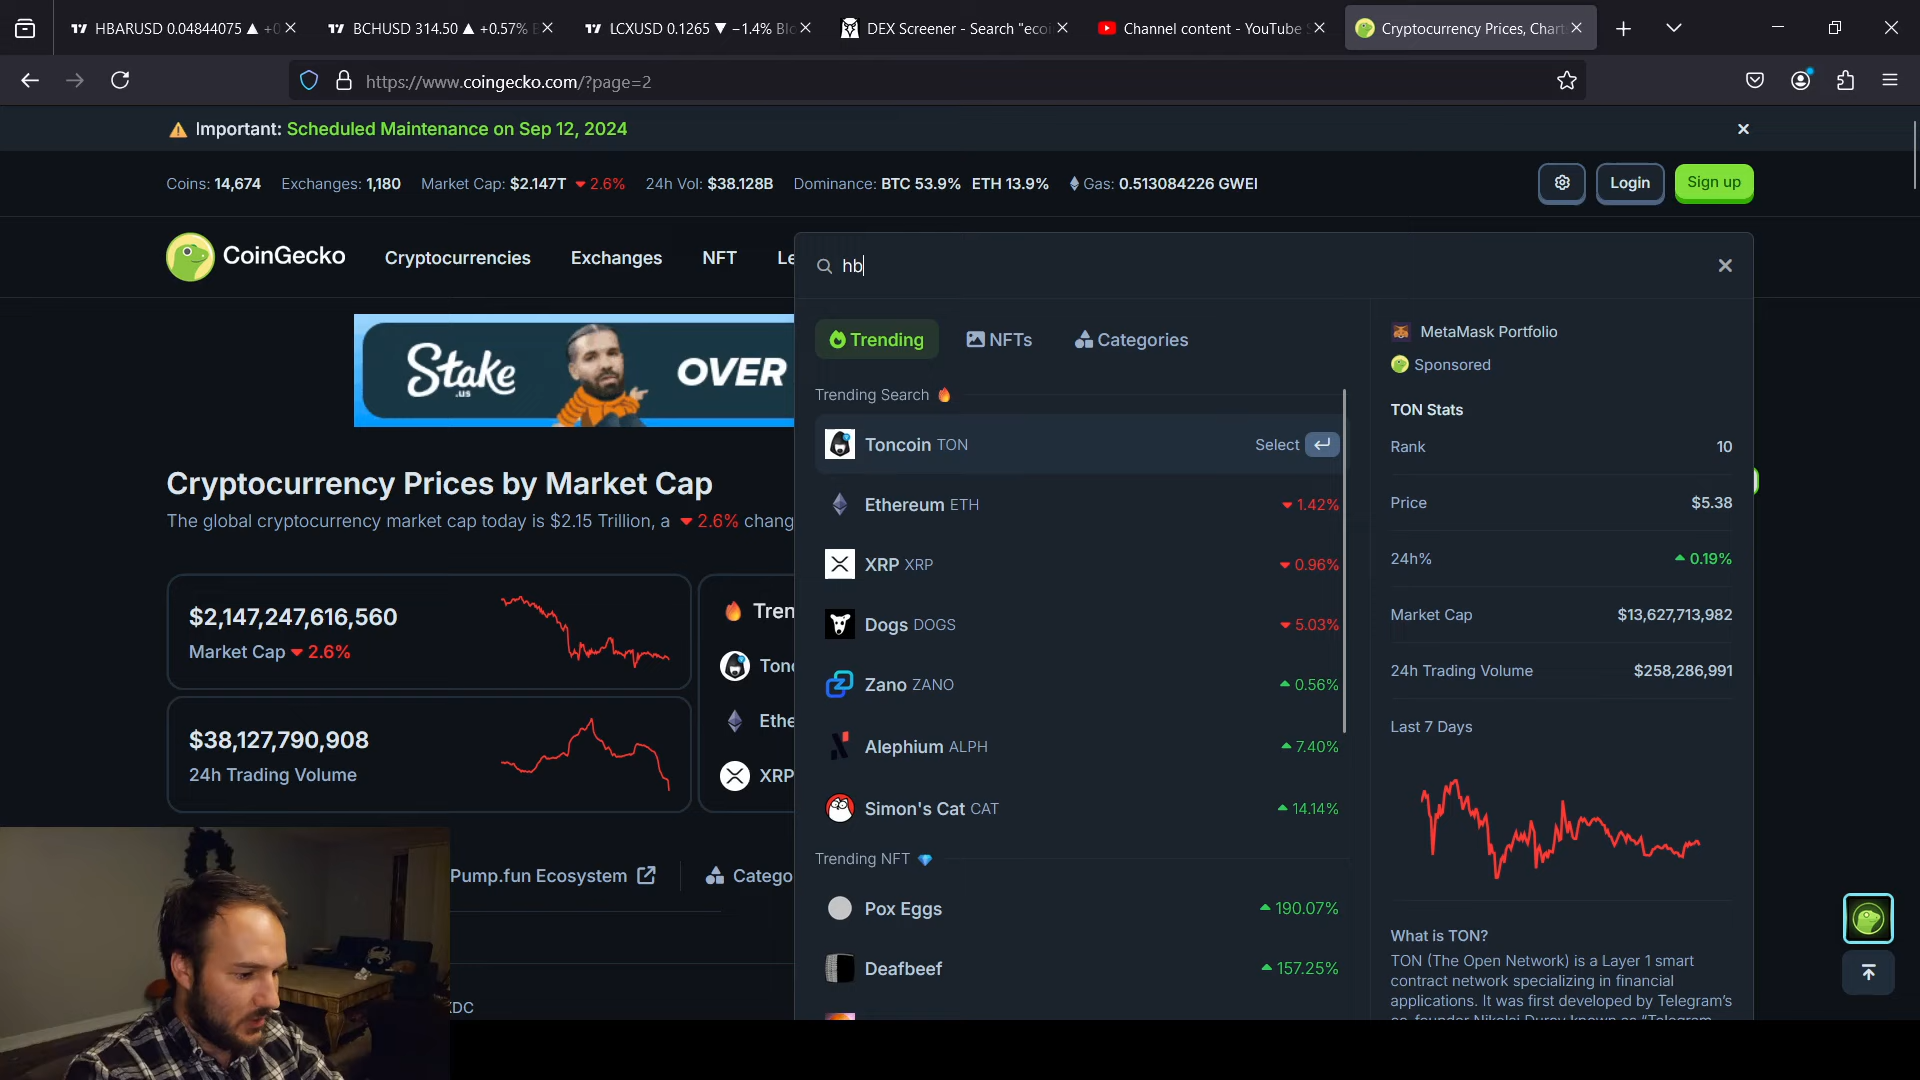 HBARUSD 0.04844075 ▲ +0
BCHUSD 314.50 ▲ +0.57%
LCXUSD 0.1265 ▼ −1.4%
DEX Screener - Search "ecoi
Channel content - YouTube
Cryptocurrency Prices, Chart
https://www.coingecko.com/?page=2
Important: Scheduled Maintenance on Sep 12, 2024
Coins: 14,674 Exchanges: 1,180 Market Cap: $2.147T 2.6% 24h Vol: $38.128B Dominance: BTC 53.9% ETH 13.9% Gas: 0.513084226 GWEI
Login
Sign up
CoinGecko
Cryptocurrencies
Exchanges
NFT
Le
hb
Stake
.us
OVER
Trending
NFTs
Categories
Trending Search
Toncoin TON Select
Ethereum ETH 1.42%
XRP XRP 0.96%
Dogs DOGS 5.03%
Zano ZANO 0.56%
Alephium ALPH 7.40%
Simon's Cat CAT 14.14%
Trending NFT
Pox Eggs 190.07%
Deafbeef 157.25%
MetaMask Portfolio
Sponsored
TON Stats
Rank 10
Price $5.38
24h% 0.19%
Market Cap $13,627,713,982
24h Trading Volume $258,286,991
Last 7 Days
What is TON?
TON (The Open Network) is a Layer 1 smart
contract network specializing in financial
applications. It was first developed by Telegram's
Cryptocurrency Prices by Market Cap
The global cryptocurrency market cap today is $2.15 Trillion, a 2.6% chang
$2,147,247,616,560
Market Cap 2.6%
$38,127,790,908
24h Trading Volume
Tren
Tonc
Ethe
XRP
Pump.fun Ecosystem
Catego